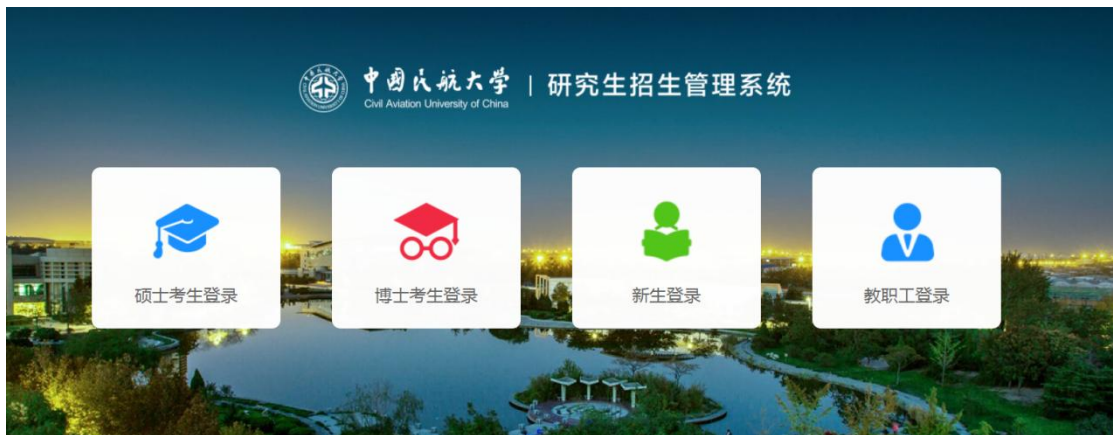 中国民航大学 | 研究生招生管理系统
Civil Aviation University of China
硕士考生登录
博士考生登录
新生登录
教职工登录